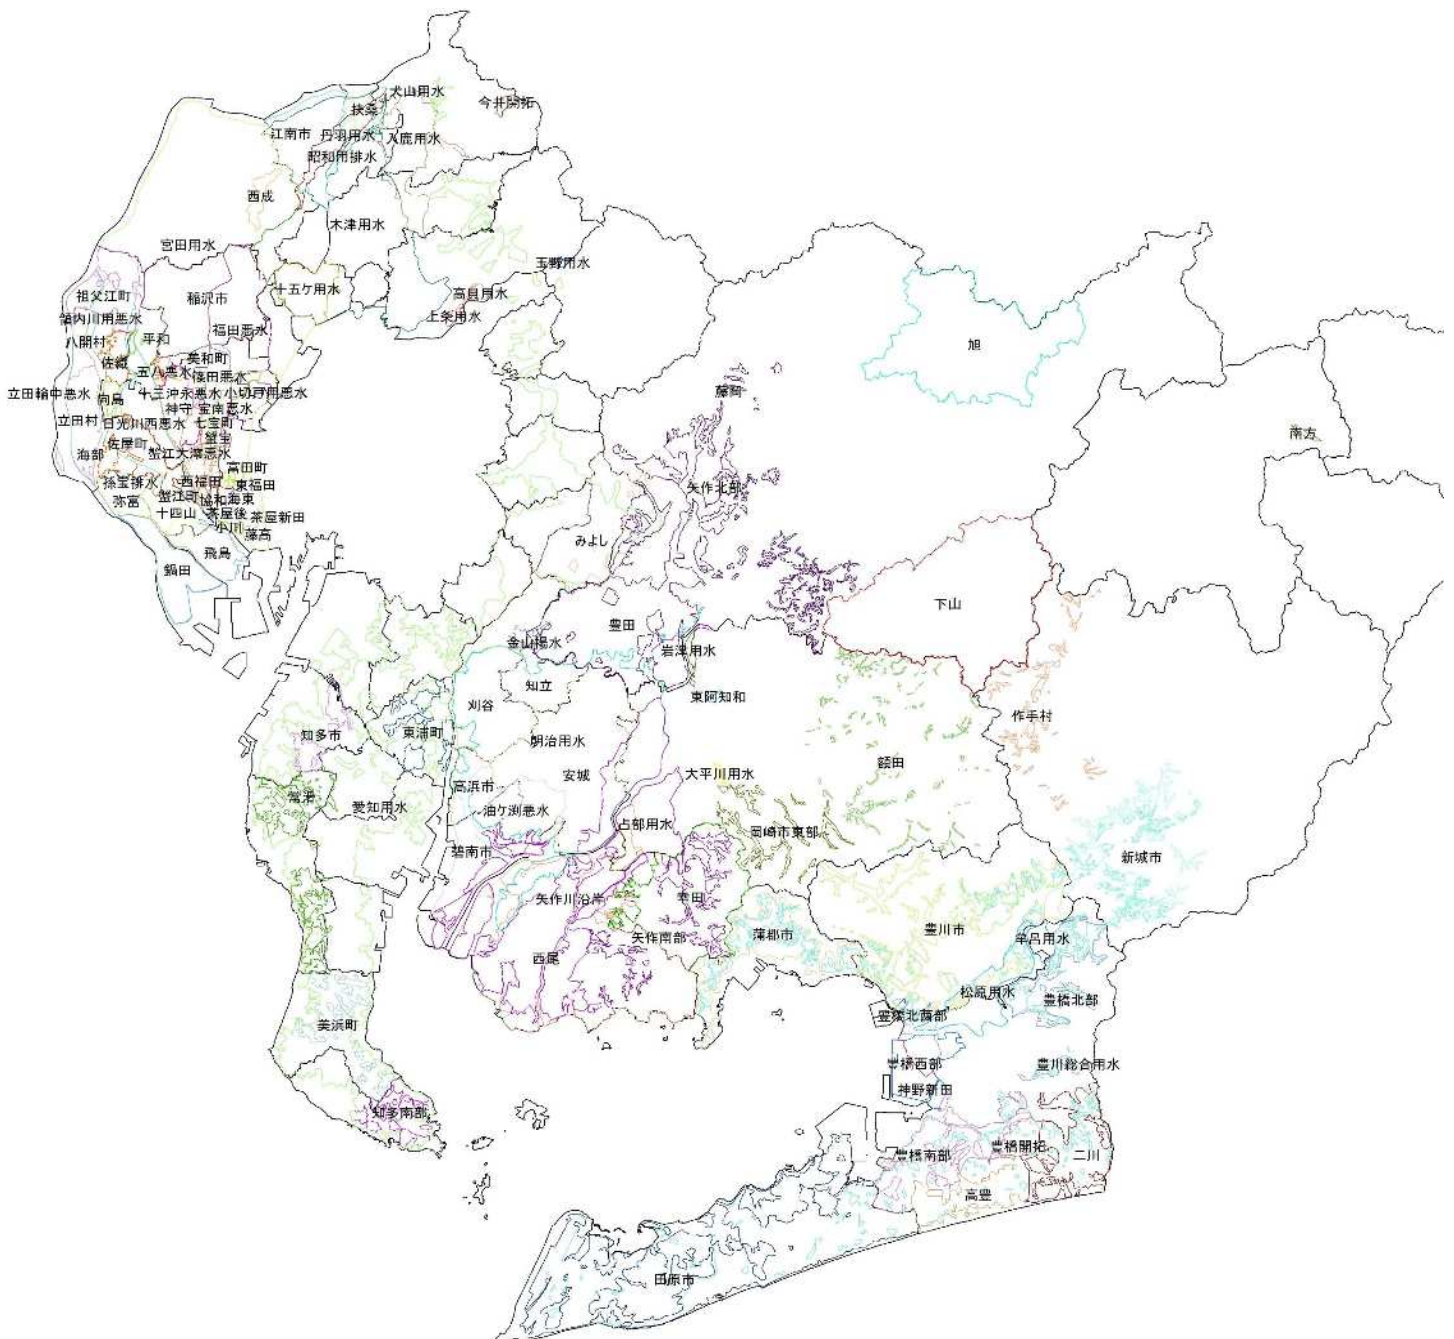 犬山用水
今井開拓
扶桑
江南市
丹羽用水
入鹿用水
昭和用排水
西成
木津用水
宮田用水
玉野用水
祖父江町
稲沢市
十五ケ用水
高貝用水
上条用水
領内川用悪水
福田悪水
八開村
平和
佐織
美和町
五八悪水
篠田悪水
立田輪中悪水
向島
十三沖永悪水
小切戸用悪水
神守
宝南悪水
立田村
日光川西悪水
七宝町
佐屋町
蟹宝
海部
蟹江大溝悪水
富田町
孫宝排水
西福田
東福田
弥富
蟹江町
協和
海東
十四山
茶屋後
茶屋新田
小川
藤高
飛島
鍋田
旭
藤岡
南方
矢作北部
みよし
下山
豊田
金山揚水
岩津用水
知立
東阿知和
刈谷
作手村
知多市
東浦町
明治用水
額田
高浜市
安城
大平川用水
常滑
愛知用水
油ケ渕悪水
占部用水
岡崎市東部
碧南市
新城市
矢作川沿岸
幸田
豊川市
蒲郡市
矢作南部
牟呂用水
西尾
松原用水
豊橋北部
美浜町
豊橋北西部
豊橋西部
豊川総合用水
神野新田
知多南部
豊橋南部
豊橋開拓
二川
高豊
田原市